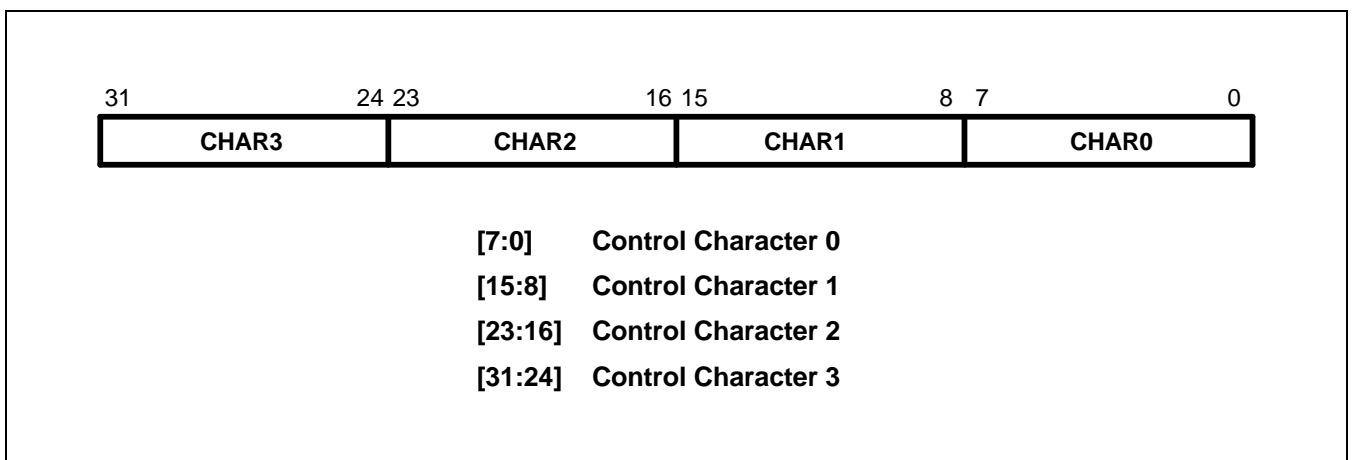 31 24 23 16 15 8 7 0
CHAR3 CHAR2 CHAR1 CHAR0
[7:0] Control Character 0
[15:8] Control Character 1
[23:16] Control Character 2
[31:24] Control Character 3